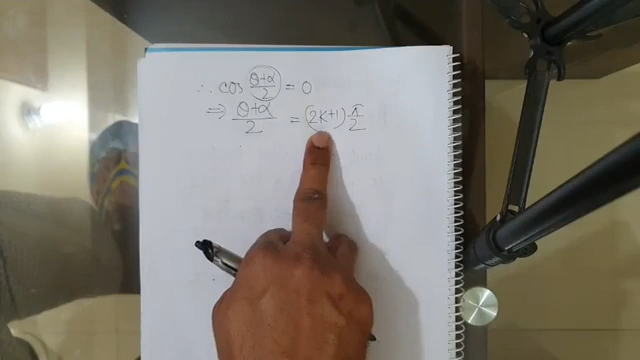 ∴ cos (θ+α)/2 = 0
⇒ (θ+α)/2 = (2K+1) π/2